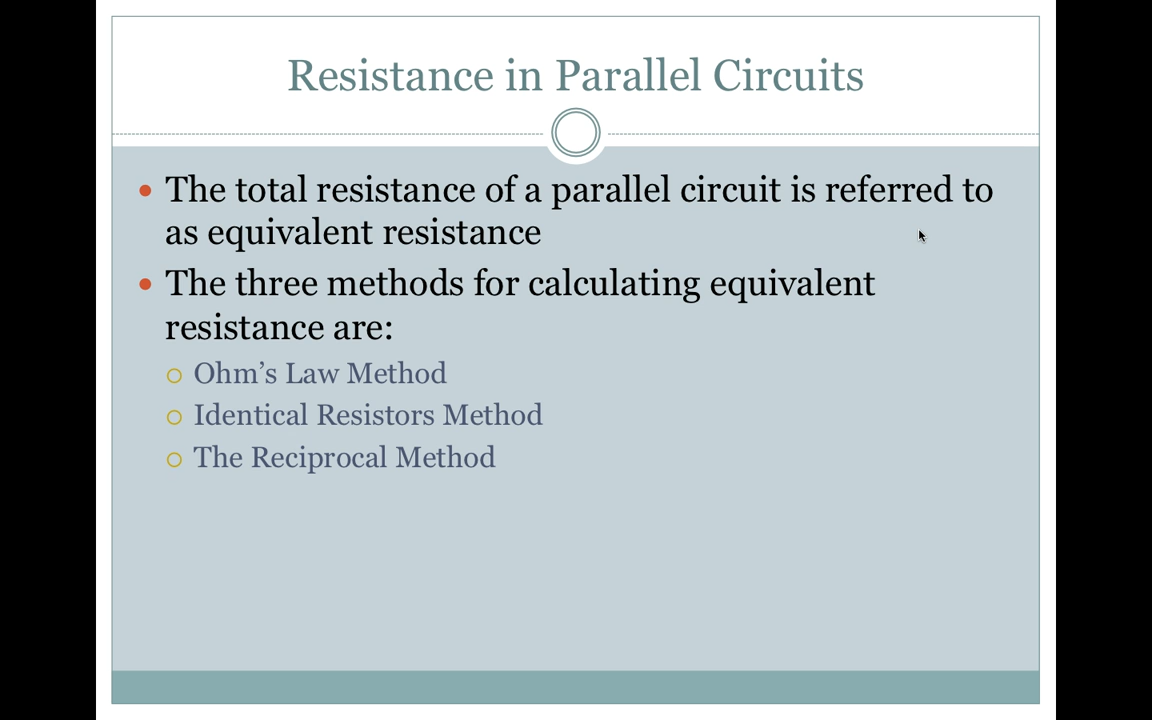 Resistance in Parallel Circuits
The total resistance of a parallel circuit is referred to
as equivalent resistance
The three methods for calculating equivalent
resistance are:
Ohm’s Law Method
Identical Resistors Method
The Reciprocal Method